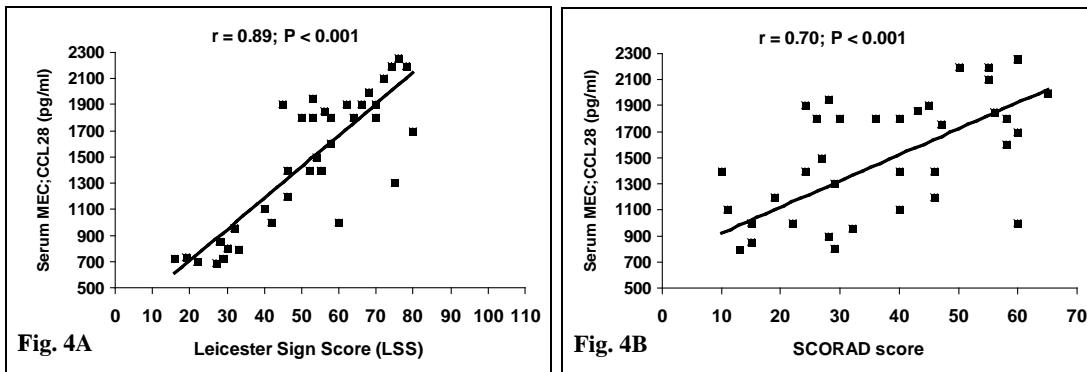 r = 0.89; P < 0.001
Serum MEC;CCL28 (pg/ml)
2300
2100
1900
1700
1500
1300
1100
900
700
500
0 10 20 30 40 50 60 70 80 90 100 110
Leicester Sign Score (LSS)
Fig. 4A
r = 0.70; P < 0.001
Serum MEC;CCL28 (pg/ml)
2300
2100
1900
1700
1500
1300
1100
900
700
500
0 10 20 30 40 50 60 70
SCORAD score
Fig. 4B